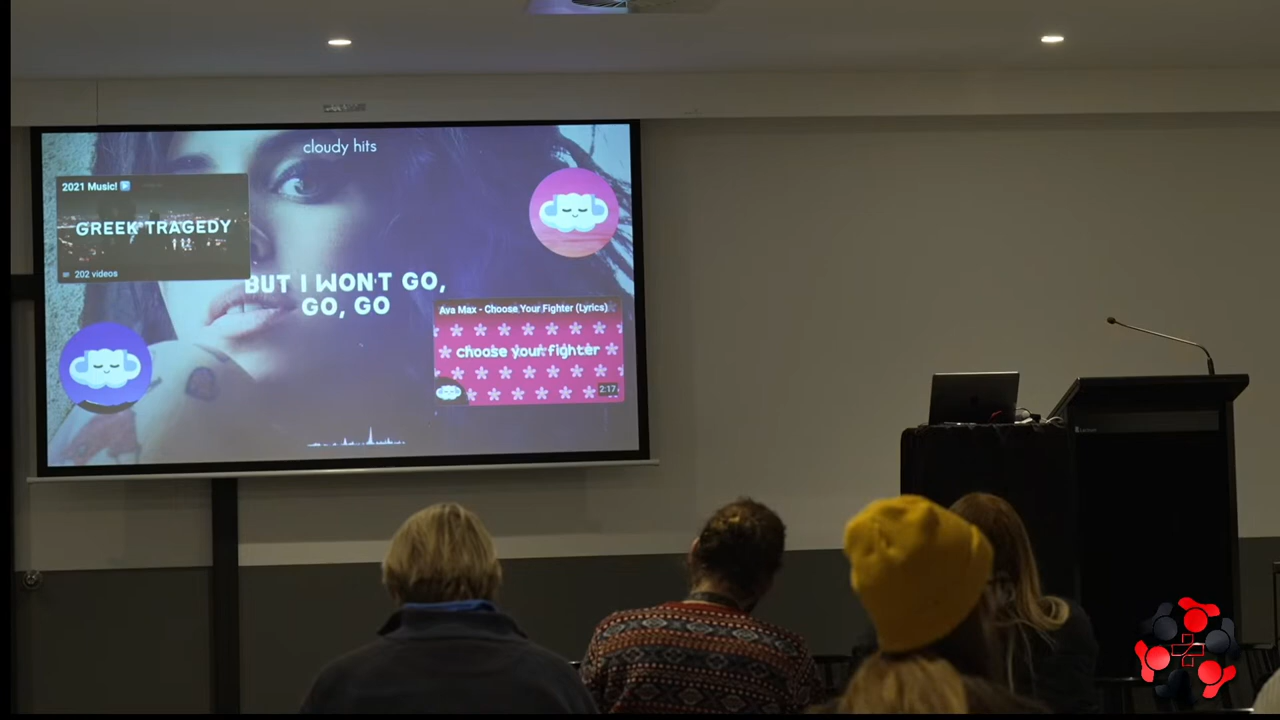 cloudy hits
2021 Music!
GREEK TRAGEDY
202 videos
BUT I WON'T GO,
GO, GO
Ava Max - Choose Your Fighter (Lyrics)
choose your fighter
2:17